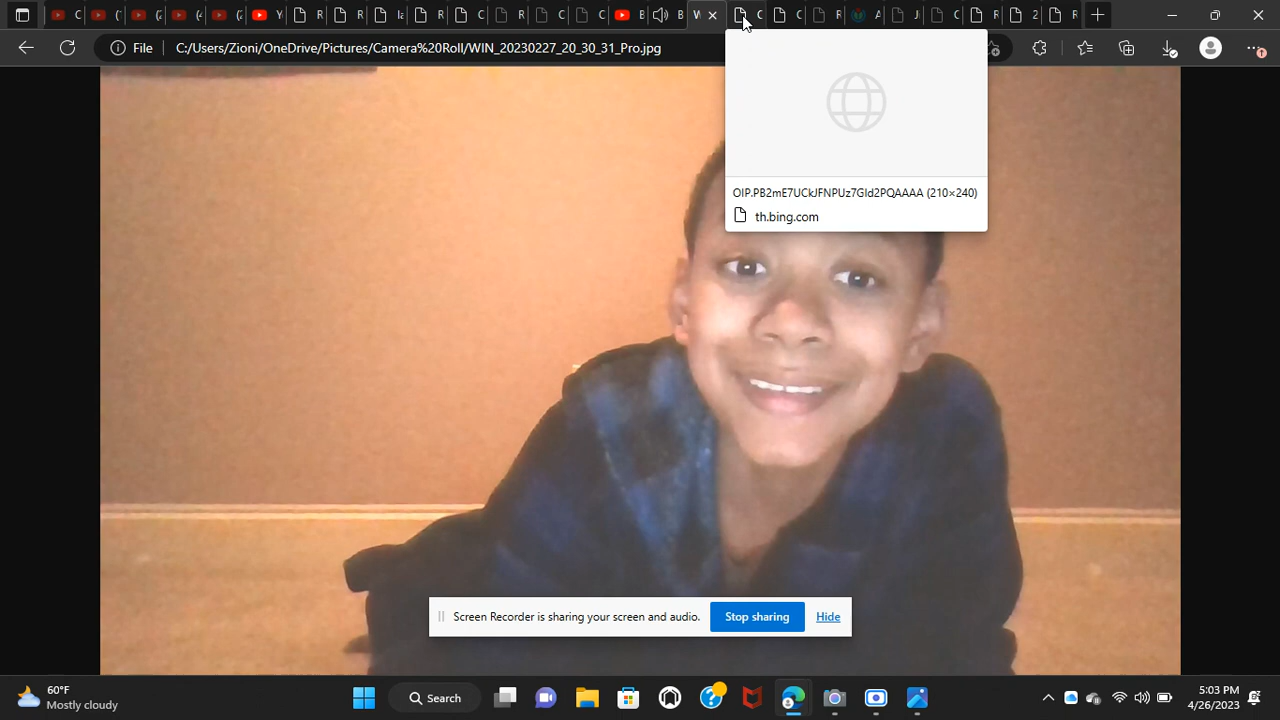 File
C:/Users/Zioni/OneDrive/Pictures/Camera%20Roll/WIN_20230227_20_30_31_Pro.jpg
OIP.PB2mE7UCkJFNPUz7Gld2PQAAAA (210×240)
th.bing.com
Screen Recorder is sharing your screen and audio.
Stop sharing
Hide
60°F
Mostly cloudy
Search
5:03 PM
4/26/2023